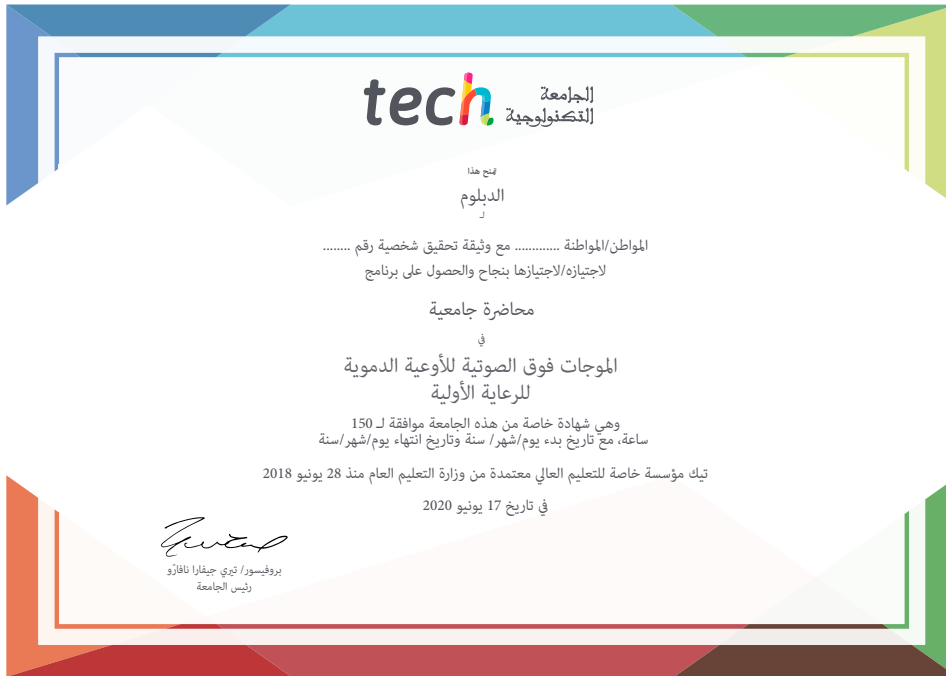 tech الجامعة
التكنولوجية
يمنح هذا
الدبلوم
لـ
المواطن/المواطنة ............ مع وثيقة تحقيق شخصية رقم ........
لاجتيازه/لاجتيازها بنجاح والحصول على برنامج
محاضرة جامعية
في
الموجات فوق الصوتية للأوعية الدموية
للرعاية الأولية
وهي شهادة خاصة من هذه الجامعة موافقة لـ 150
ساعة، مع تاريخ بدء يوم/شهر/ سنة وتاريخ انتهاء يوم/شهر/سنة
تيك مؤسسة خاصة للتعليم العالي معتمدة من وزارة التعليم العام منذ 28 يونيو 2018
في تاريخ 17 يونيو 2020
بروفيسور/ تيري جيفارا نافارّو
رئيس الجامعة